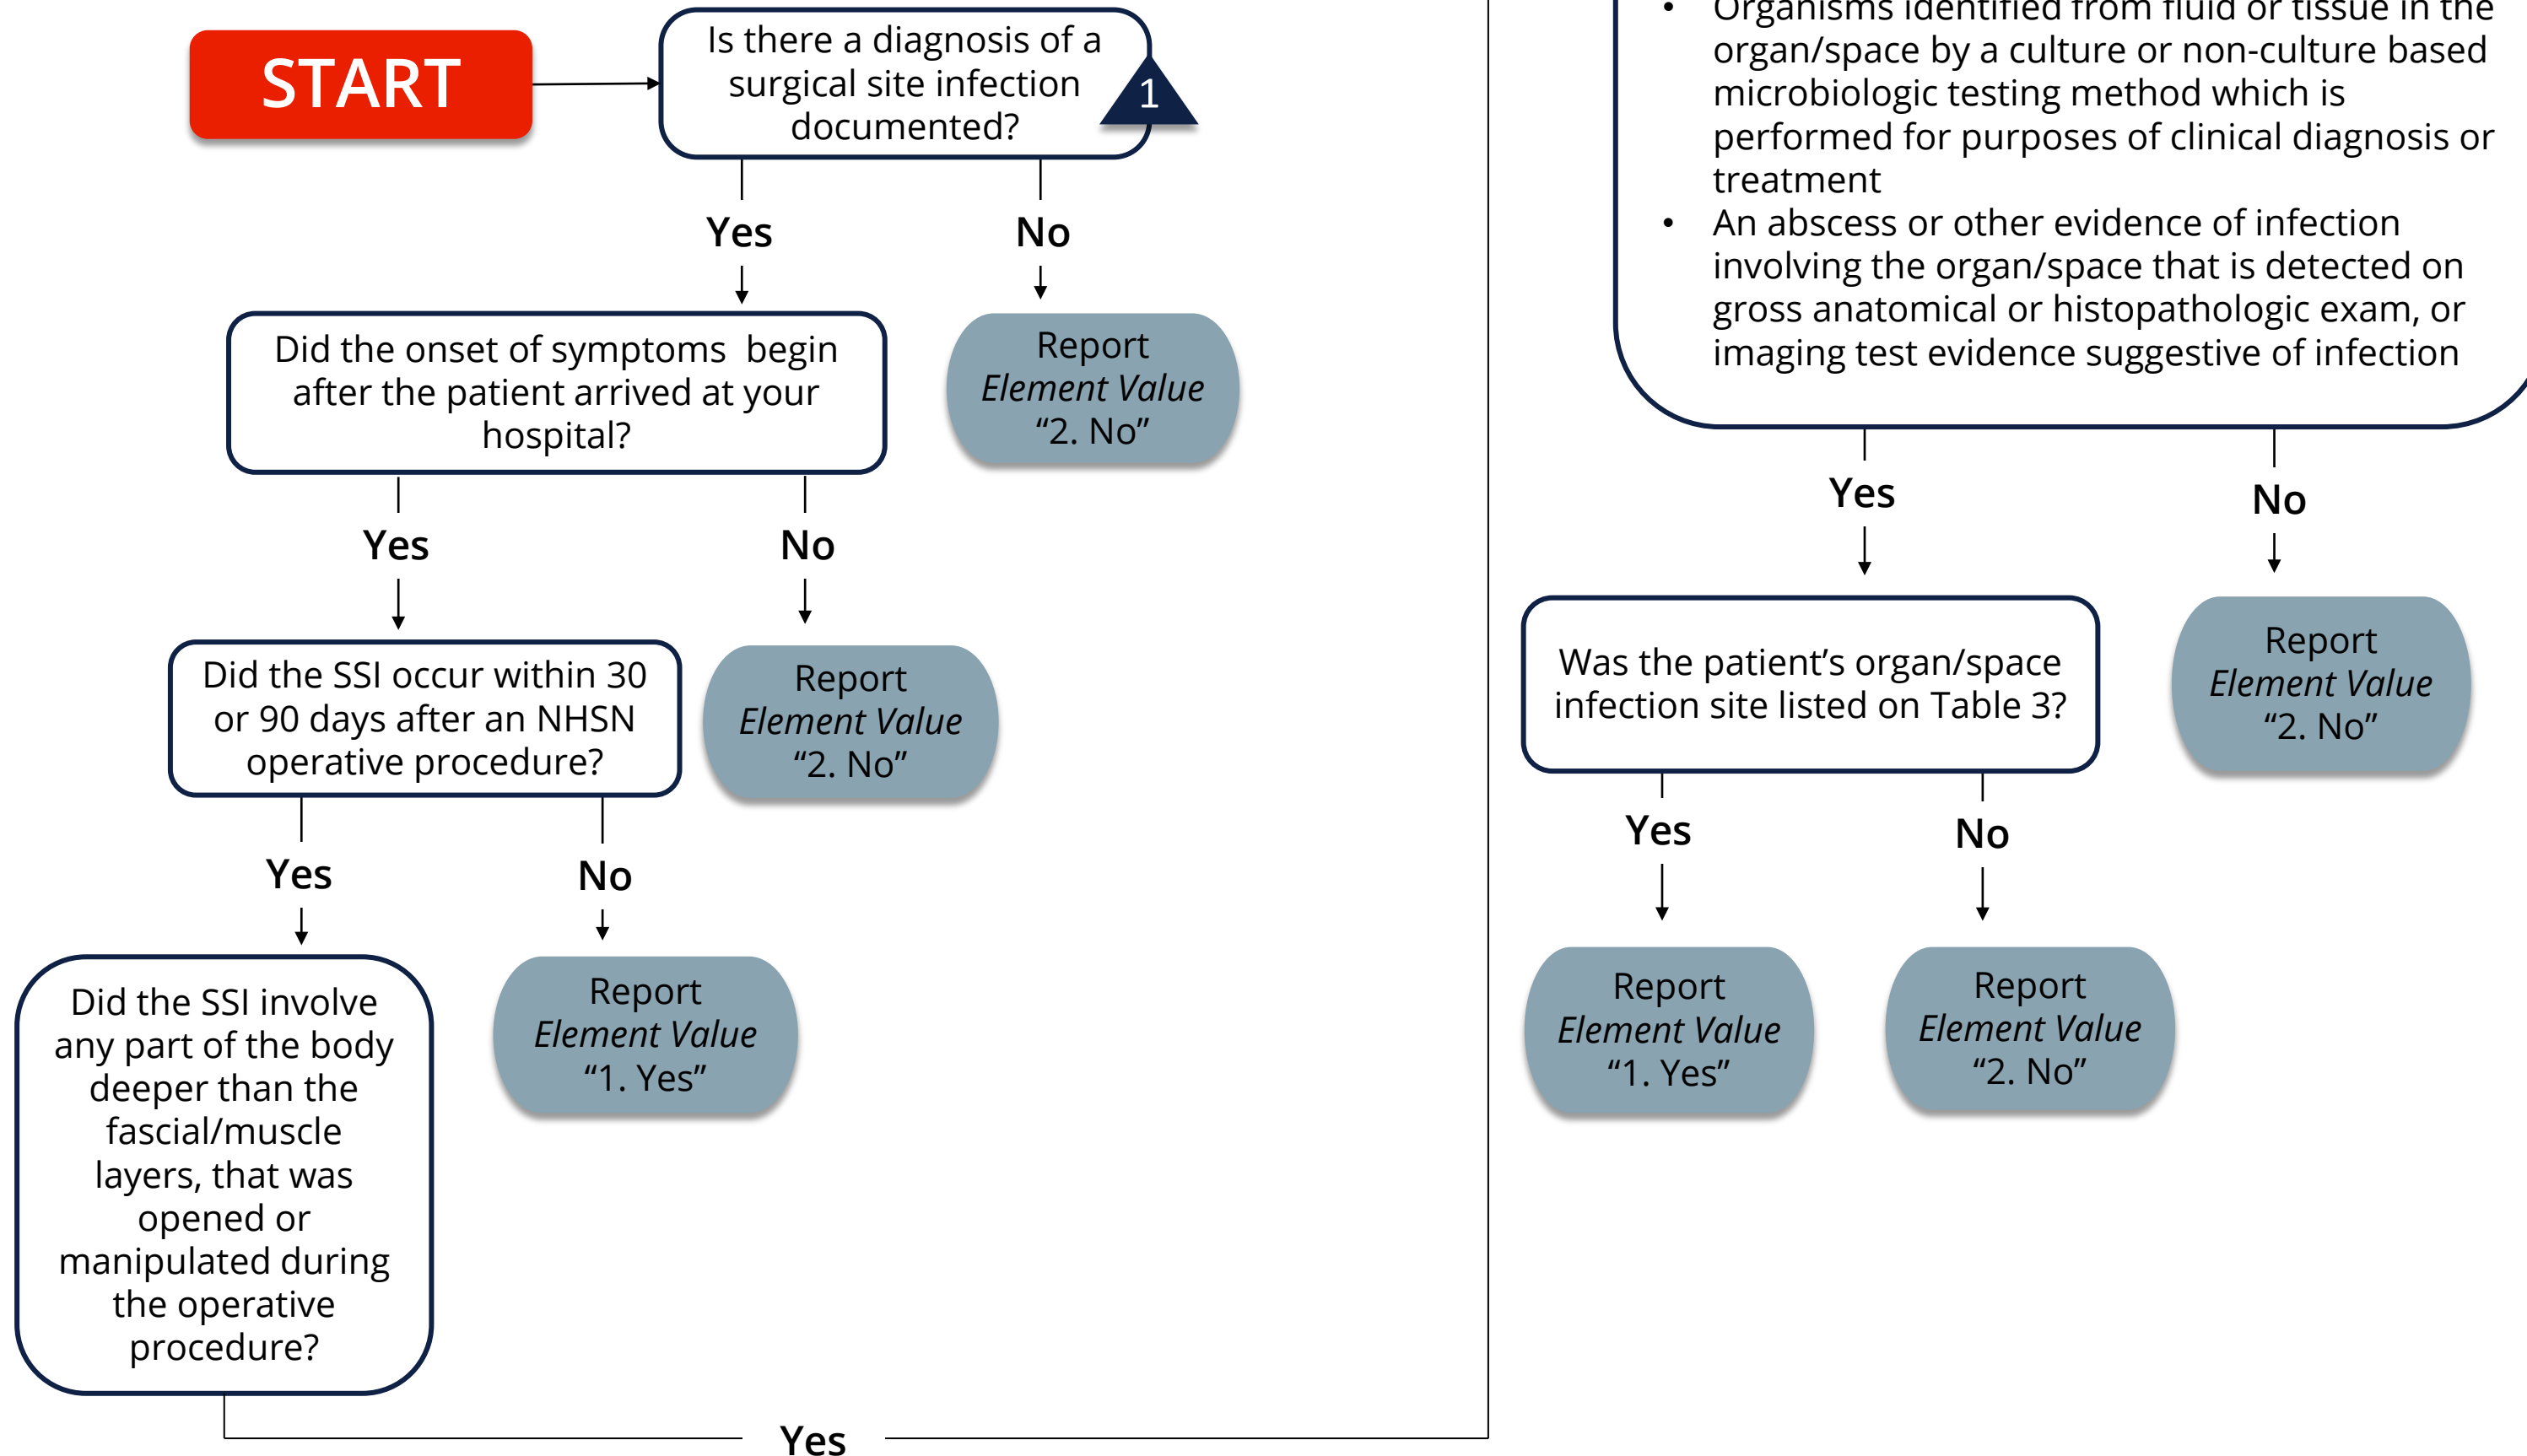 START
Is there a diagnosis of a
surgical site infection
documented?
1
Yes
No
Did the onset of symptoms  begin
after the patient arrived at your
hospital?
Report
Element Value
“2. No”
Yes
No
Did the SSI occur within 30
or 90 days after an NHSN
operative procedure?
Report
Element Value
“2. No”
Yes
No
Did the SSI involve
any part of the body
deeper than the
fascial/muscle
layers, that was
opened or
manipulated during
the operative
procedure?
Report
Element Value
“1. Yes”
Yes
• Organisms identified from fluid or tissue in the
organ/space by a culture or non-culture based
microbiologic testing method which is
performed for purposes of clinical diagnosis or
treatment
• An abscess or other evidence of infection
involving the organ/space that is detected on
gross anatomical or histopathologic exam, or
imaging test evidence suggestive of infection
Yes
No
Was the patient’s organ/space
infection site listed on Table 3?
Report
Element Value
“2. No”
Yes
No
Report
Element Value
“1. Yes”
Report
Element Value
“2. No”